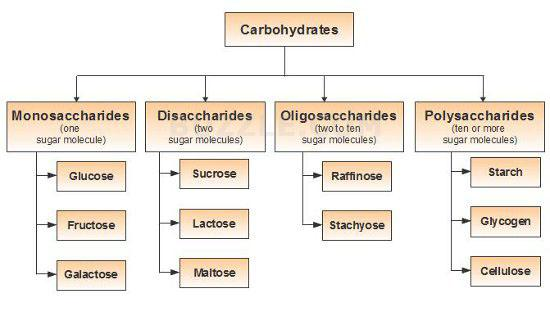 Carbohydrates
Monosaccharides
(one
sugar molecule)
Disaccharides
(two
sugar molecules)
Oligosaccharides
(two to ten
sugar molecules)
Polysaccharides
(ten or more
sugar molecules)
Glucose
Fructose
Galactose
Sucrose
Lactose
Maltose
Raffinose
Stachyose
Starch
Glycogen
Cellulose